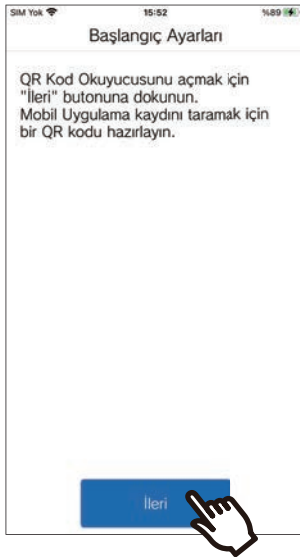 SIM Yok 15:52 %89
Başlangıç Ayarları
QR Kod Okuyucusunu açmak için
"İleri" butonuna dokunun.
Mobil Uygulama kaydını taramak için
bir QR kodu hazırlayın.
İleri